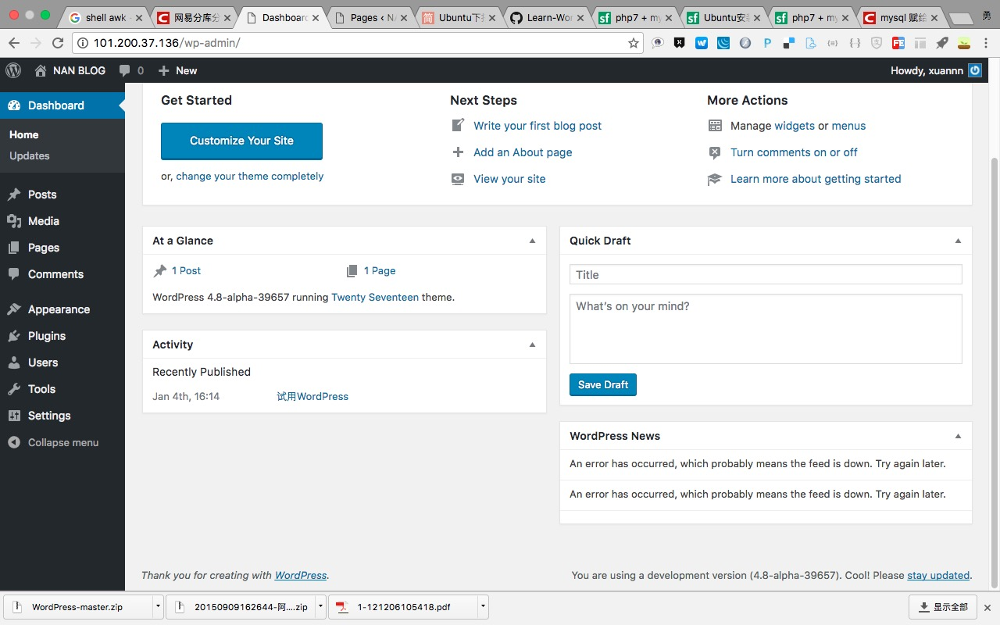 shell awk -
网易分库分
Dashboard
Pages ‹ NA
简
Ubuntu下
Learn-Wor
sf php7 + my
sf Ubuntu安
sf php7 + my
mysql 赋给
勇
101.200.37.136/wp-admin/
NAN BLOG
0
New
Howdy, xuannn
Dashboard
Home
Updates
Posts
Media
Pages
Comments
Appearance
Plugins
Users
Tools
Settings
Collapse menu
Get Started
Customize Your Site
or, change your theme completely
Next Steps
Write your first blog post
Add an About page
View your site
More Actions
Manage widgets or menus
Turn comments on or off
Learn more about getting started
At a Glance
1 Post
1 Page
WordPress 4.8-alpha-39657 running Twenty Seventeen theme.
Activity
Recently Published
Jan 4th, 16:14 试用WordPress
Quick Draft
Title
What's on your mind?
Save Draft
WordPress News
An error has occurred, which probably means the feed is down. Try again later.
An error has occurred, which probably means the feed is down. Try again later.
Thank you for creating with WordPress.
You are using a development version (4.8-alpha-39657). Cool! Please stay updated.
WordPress-master.zip
20150909162644-阿....zip
1-121206105418.pdf
显示全部